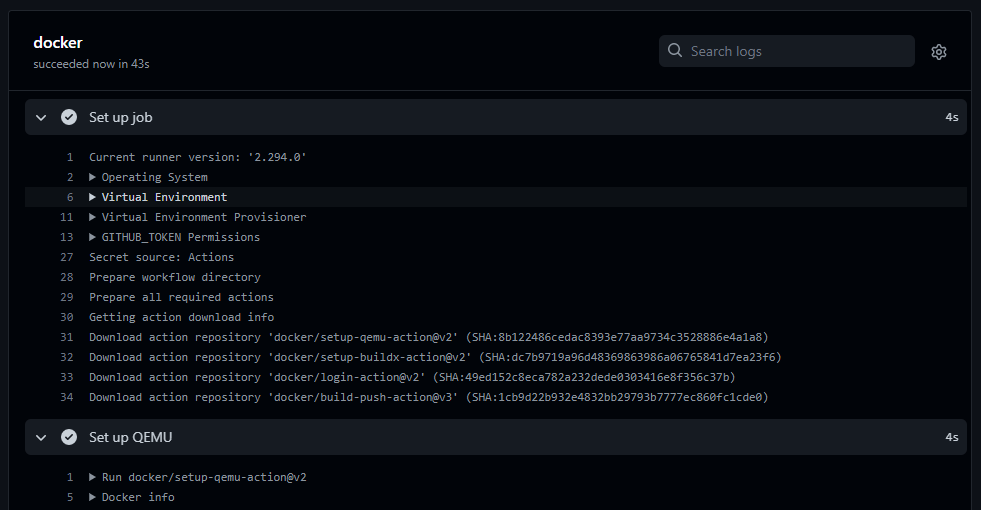 docker
succeeded now in 43s
Search logs
Set up job 4s
1 Current runner version: '2.294.0'
2 ▶ Operating System
6 ▶ Virtual Environment
11 ▶ Virtual Environment Provisioner
13 ▶ GITHUB_TOKEN Permissions
27 Secret source: Actions
28 Prepare workflow directory
29 Prepare all required actions
30 Getting action download info
31 Download action repository 'docker/setup-qemu-action@v2' (SHA:8b122486cedac8393e77aa9734c3528886e4a1a8)
32 Download action repository 'docker/setup-buildx-action@v2' (SHA:dc7b9719a96d48369863986a06765841d7ea23f6)
33 Download action repository 'docker/login-action@v2' (SHA:49ed152c8eca782a232dede0303416e8f356c37b)
34 Download action repository 'docker/build-push-action@v3' (SHA:1cb9d22b932e4832bb29793b7777ec860fc1cde0)
Set up QEMU 4s
1 ▶ Run docker/setup-qemu-action@v2
5 ▶ Docker info